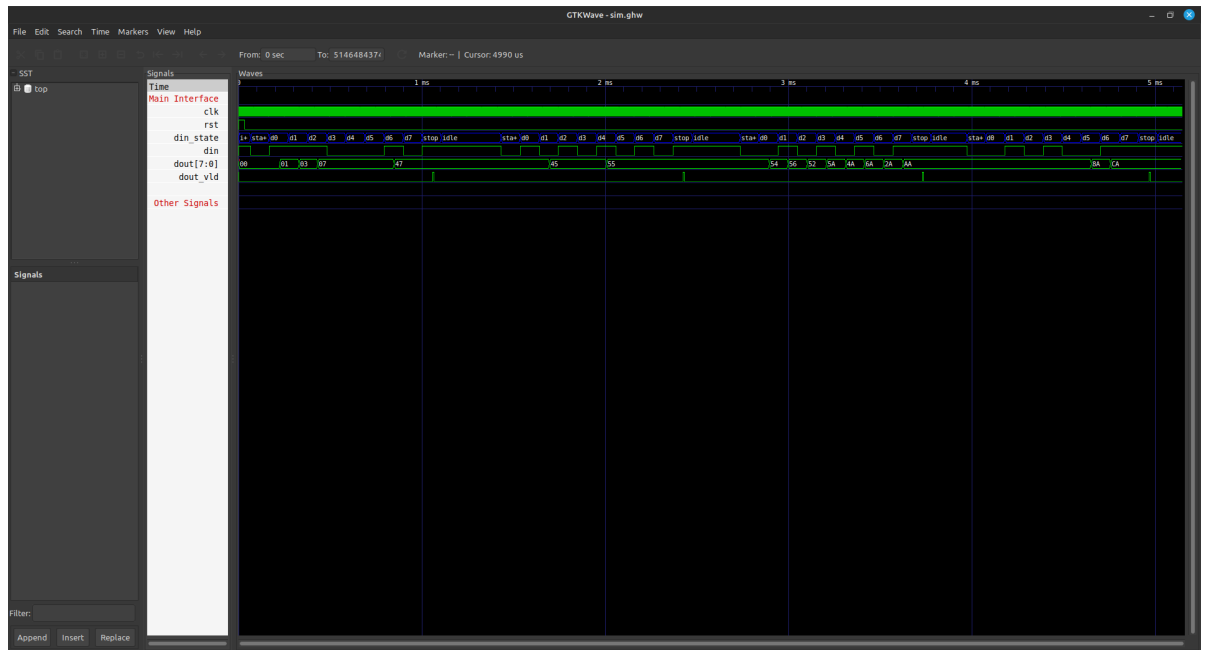 GTKWave - sim.ghw
File Edit Search Time Markers View Help
From: 0 sec To: 514648437 Marker: -- | Cursor: 4990 us
SST
top
Signals
Time
Main Interface
clk
rst
din_state
din
dout[7:0]
dout_vld
Other Signals
Waves
1 ms 2 ms 3 ms 4 ms 5 ms
i+ sta+ d0 d1 d2 d3 d4 d5 d6 d7 stop idle sta+ d0 d1 d2 d3 d4 d5 d6 d7 stop idle sta+ d0 d1 d2 d3 d4 d5 d6 d7 stop idle sta+ d0 d1 d2 d3 d4 d5 d6 d7 stop idle
00 01 03 07 47 45 55 54 56 52 5A 4A 6A 2A AA 8A CA
Signals
Filter:
Append Insert Replace